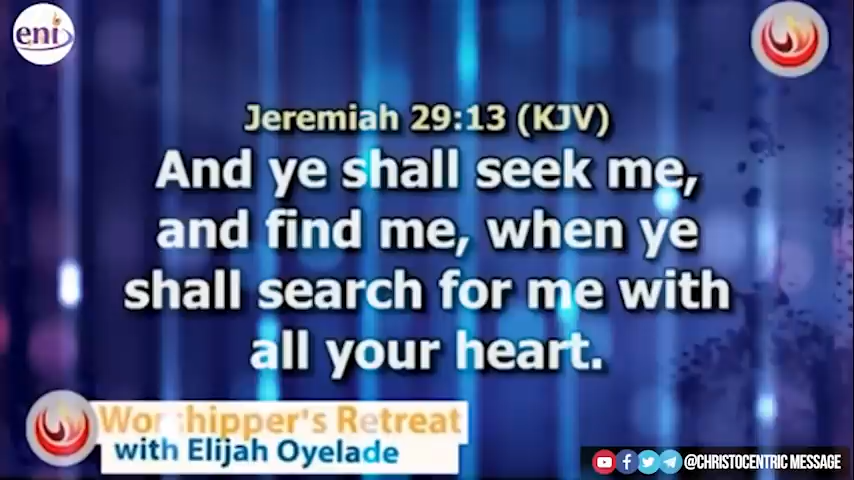 eni
Jeremiah 29:13 (KJV)
And ye shall seek me,
and find me, when ye
shall search for me with
all your heart.
Worshipper's Retreat
with Elijah Oyelade
@CHRISTOCENTRIC MESSAGE